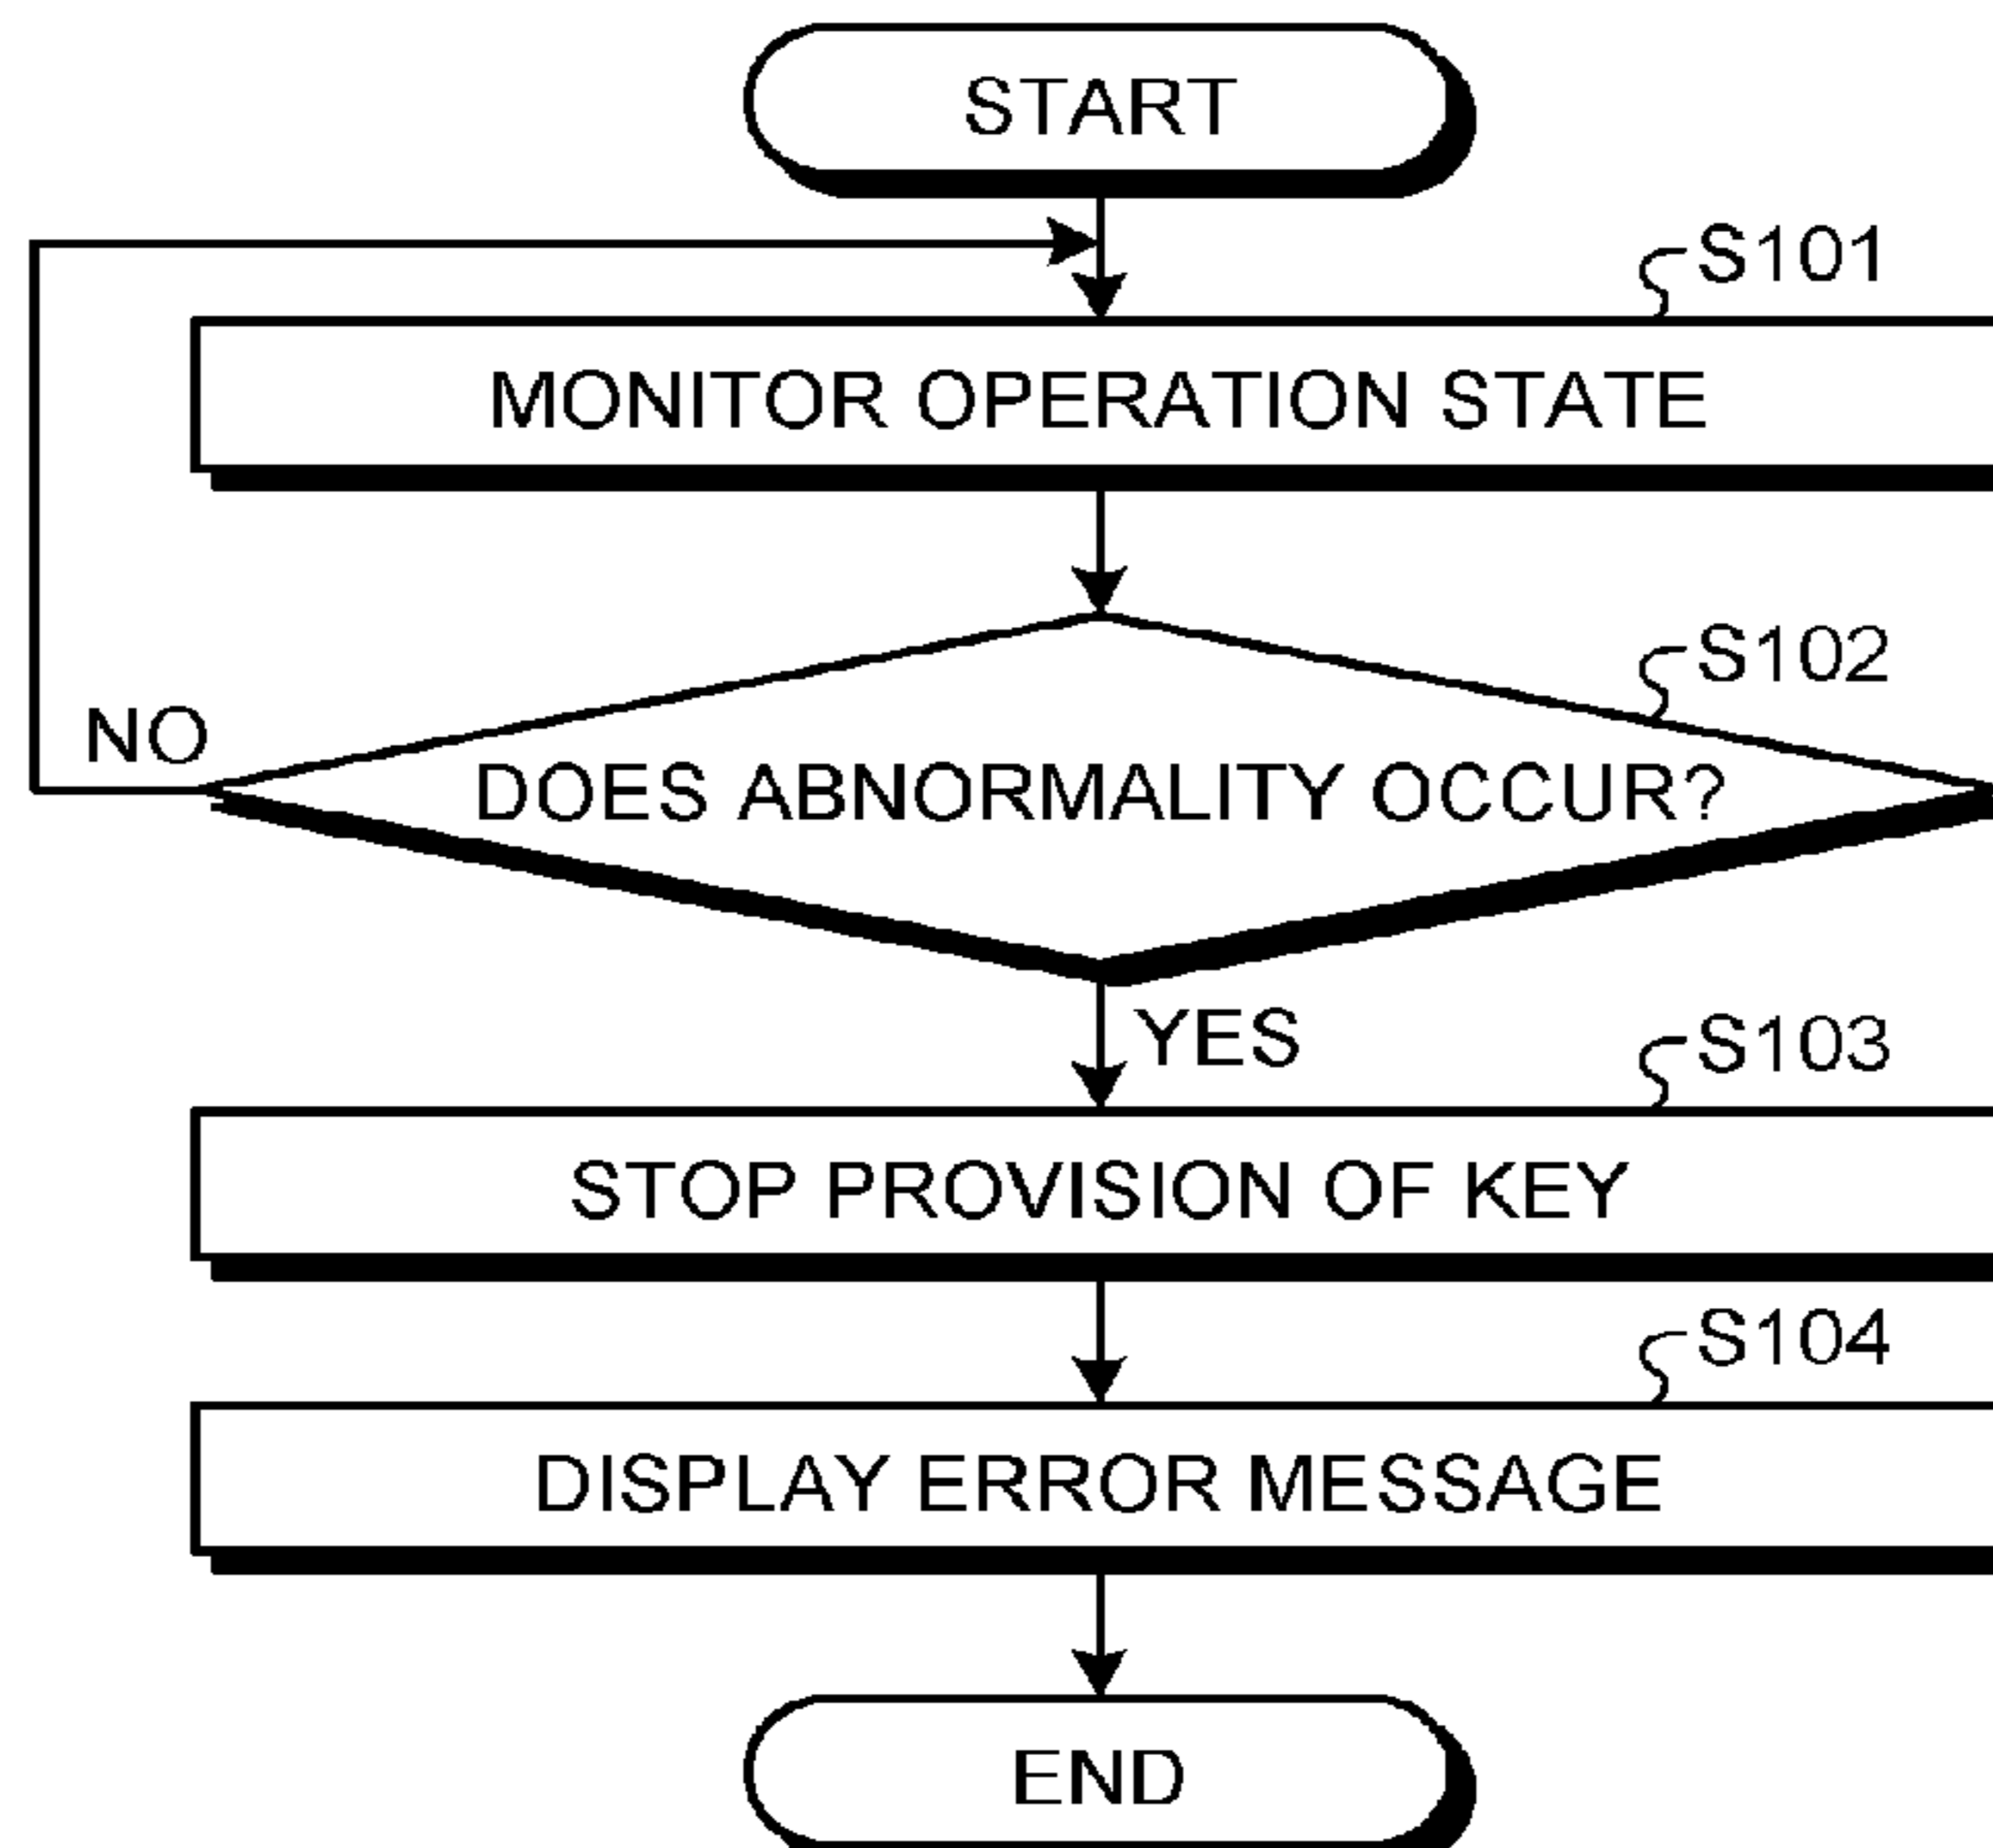 START
S101
MONITOR OPERATION STATE
S102
NO
DOES ABNORMALITY OCCUR?
YES
S103
STOP PROVISION OF KEY
S104
DISPLAY ERROR MESSAGE
END